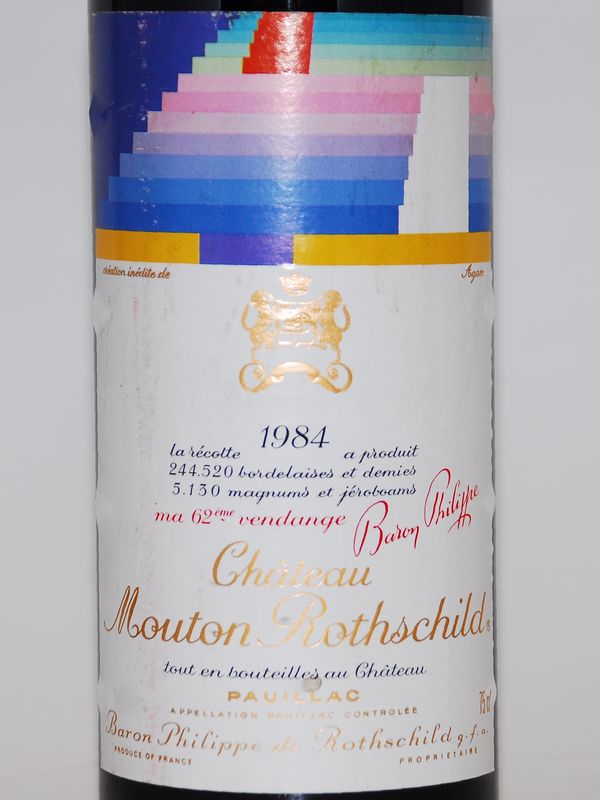 création inédite de Agam
la récolte 1984 a produit
244.520 bordelaises et demies
5.130 magnums et jéroboams
ma 62ème vendange Baron Philippe
Château
Mouton Rothschild
tout en bouteilles au Château
PAUILLAC
APPELLATION PAUILLAC CONTROLÉE
75 cl
Baron Philippe de Rothschild g.f.a.
PRODUCE OF FRANCE PROPRIETAIRE